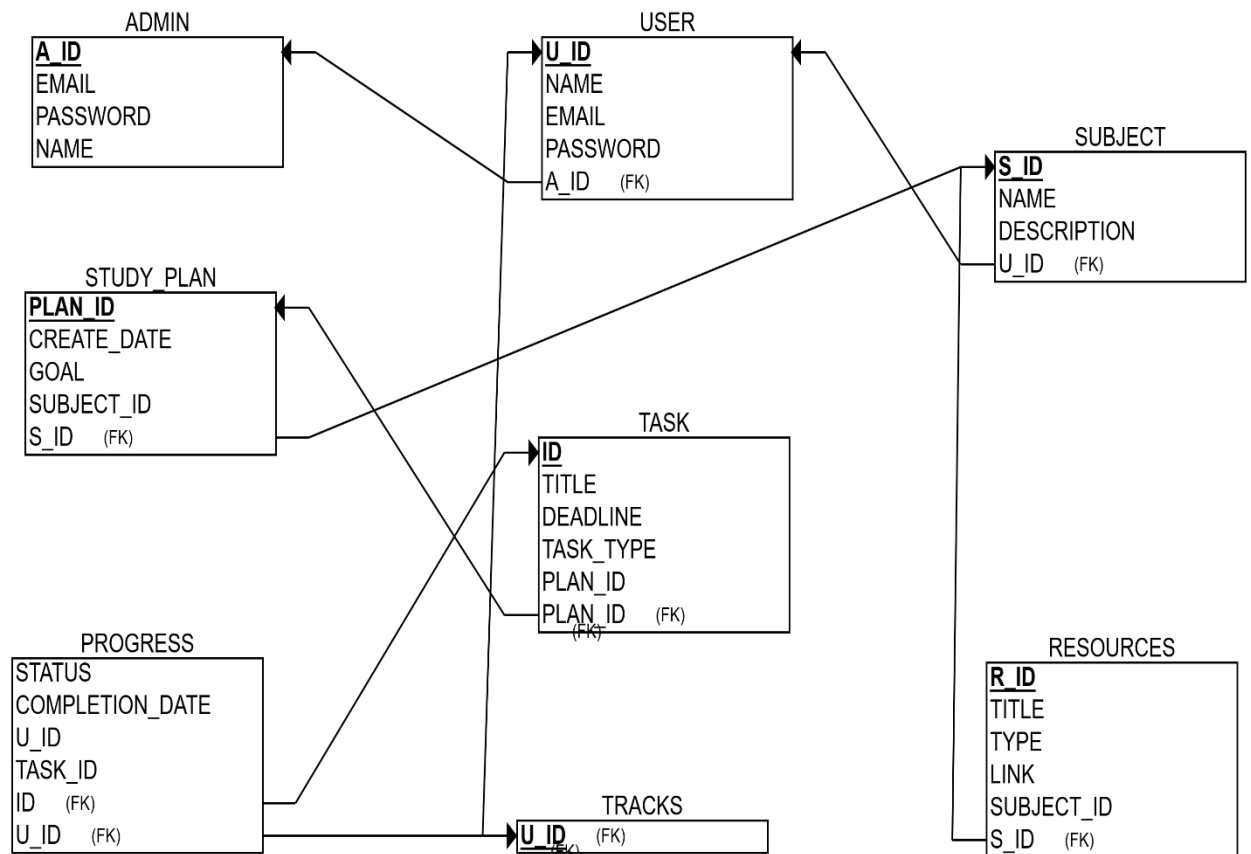 ADMIN
A_ID
EMAIL
PASSWORD
NAME
USER
U_ID
NAME
EMAIL
PASSWORD
A_ID (FK)
SUBJECT
S_ID
NAME
DESCRIPTION
U_ID (FK)
STUDY_PLAN
PLAN_ID
CREATE_DATE
GOAL
SUBJECT_ID
S_ID (FK)
TASK
ID
TITLE
DEADLINE
TASK_TYPE
PLAN_ID
PLAN_ID (FK)
(FK)
PROGRESS
STATUS
COMPLETION_DATE
U_ID
TASK_ID
ID (FK)
U_ID (FK)
TRACKS
U_ID (FK)
(FK)
RESOURCES
R_ID
TITLE
TYPE
LINK
SUBJECT_ID
S_ID (FK)